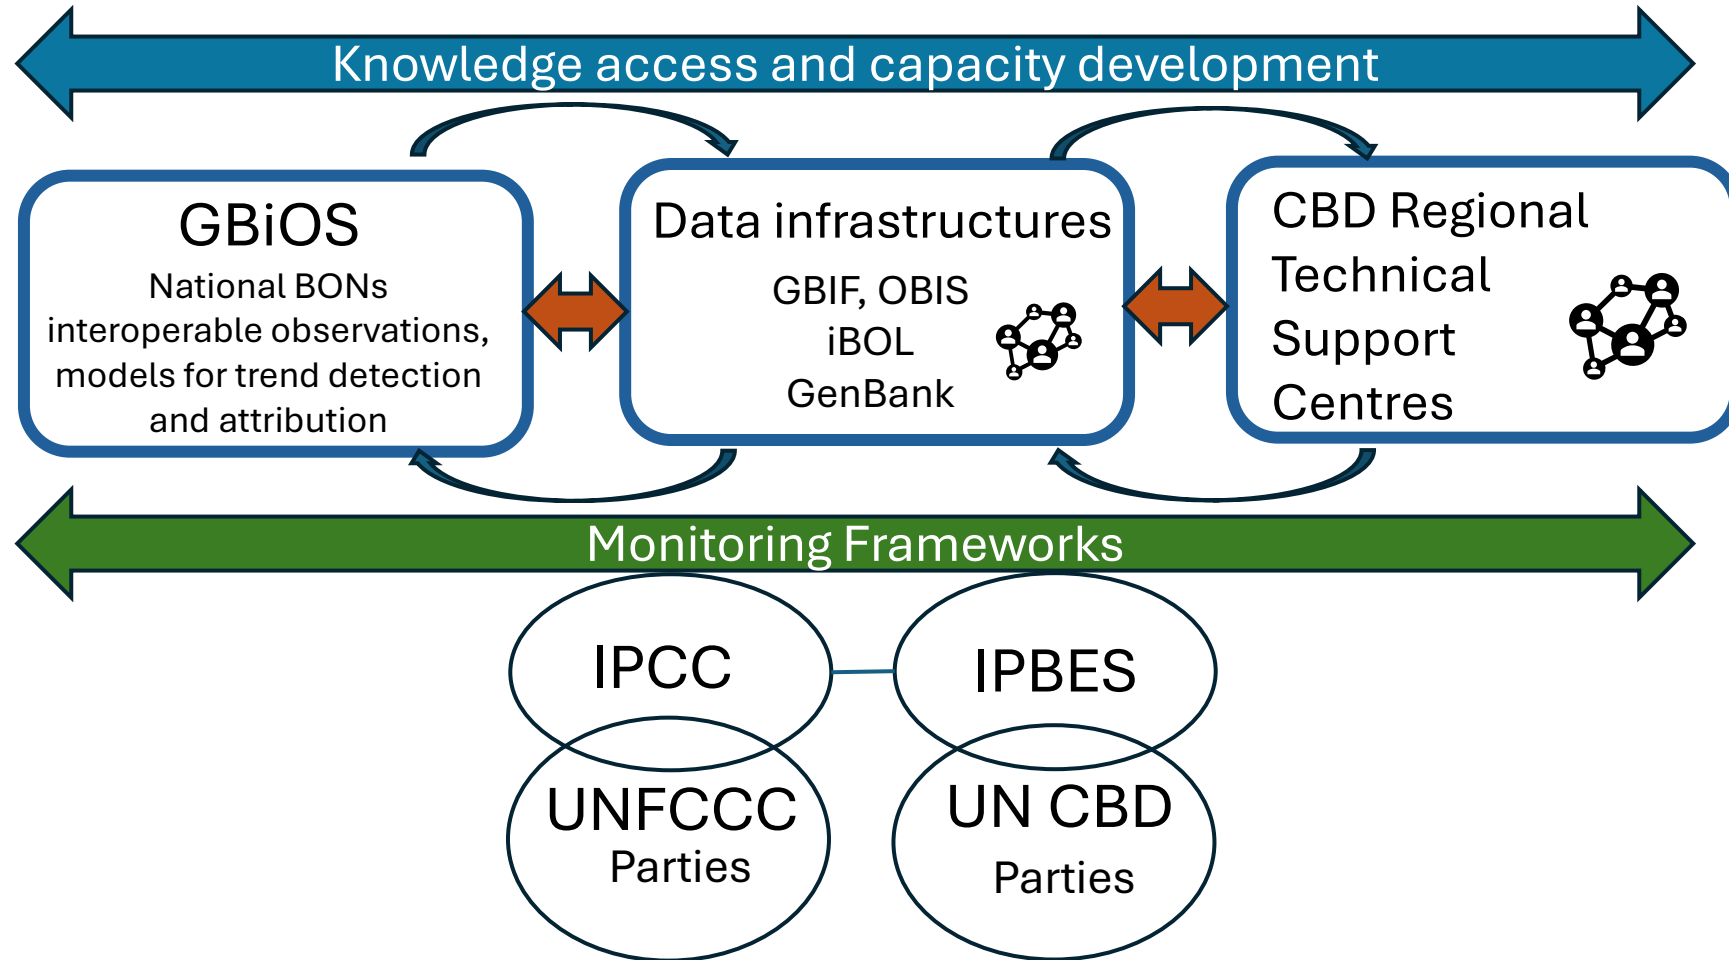 Knowledge access and capacity development
GBiOS
National BONs
interoperable observations,
models for trend detection
and attribution
Data infrastructures
GBIF, OBIS
iBOL
GenBank
CBD Regional
Technical
Support
Centres
Monitoring Frameworks
IPCC
IPBES
UNFCCC
Parties
UN CBD
Parties